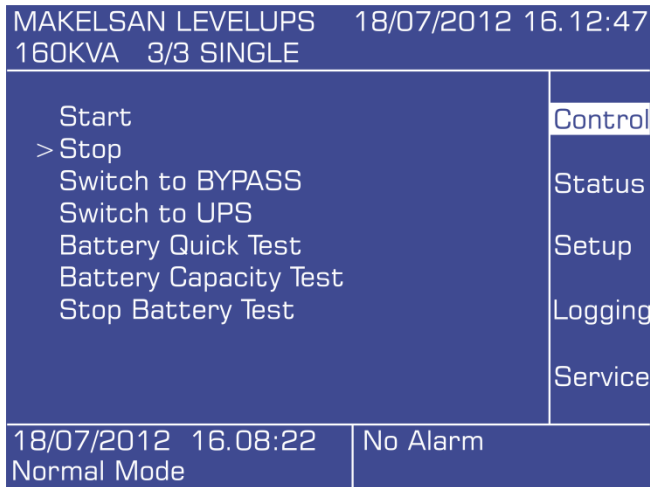 MAKELSAN LEVELUPS 18/07/2012 16.12:47
160KVA 3/3 SINGLE
Start
> Stop
Switch to BYPASS
Switch to UPS
Battery Quick Test
Battery Capacity Test
Stop Battery Test
Control
Status
Setup
Logging
Service
18/07/2012 16.08:22
Normal Mode
No Alarm